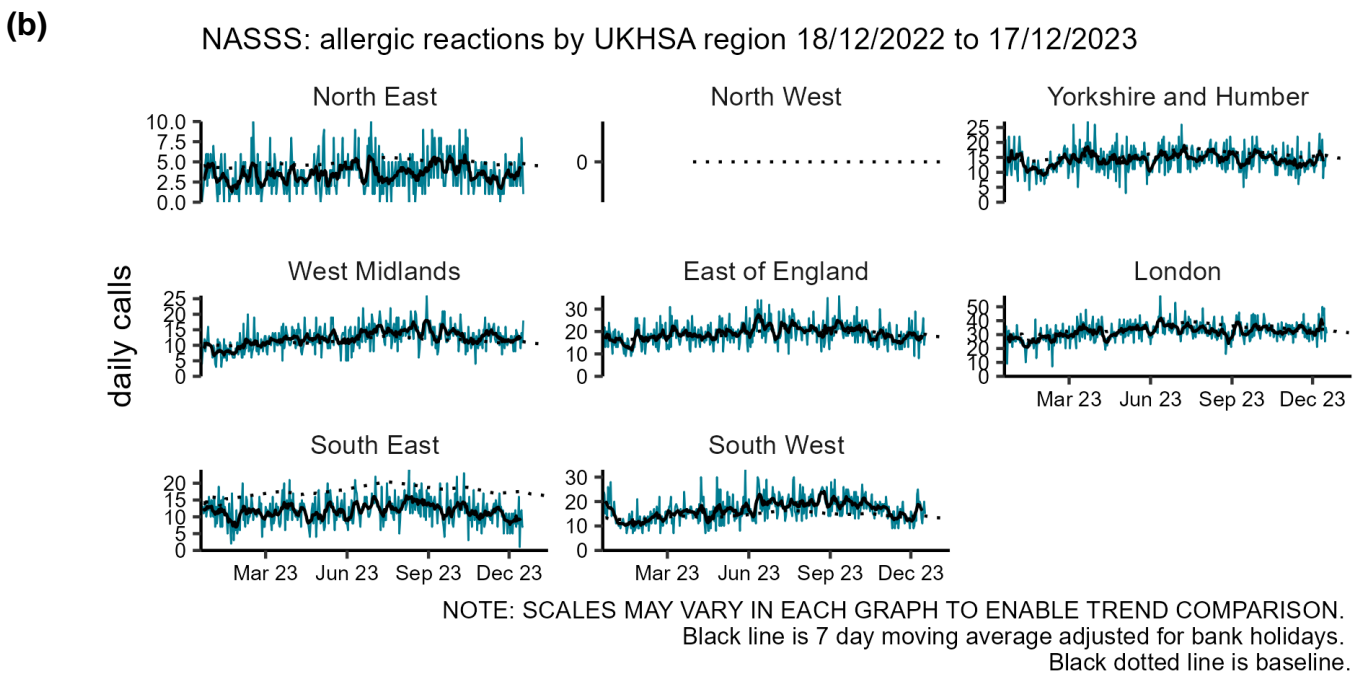 (b)
NASSS: allergic reactions by UKHSA region 18/12/2022 to 17/12/2023
daily calls
North East
10.0
7.5
5.0
2.5
0.0
North West
0
Yorkshire and Humber
25
20
15
10
5
0
West Midlands
25
20
15
10
5
0
East of England
30
20
10
0
London
50
40
30
20
10
0
Mar 23 Jun 23 Sep 23 Dec 23
South East
20
15
10
5
0
Mar 23 Jun 23 Sep 23 Dec 23
South West
30
20
10
0
Mar 23 Jun 23 Sep 23 Dec 23
NOTE: SCALES MAY VARY IN EACH GRAPH TO ENABLE TREND COMPARISON.
Black line is 7 day moving average adjusted for bank holidays.
Black dotted line is baseline.